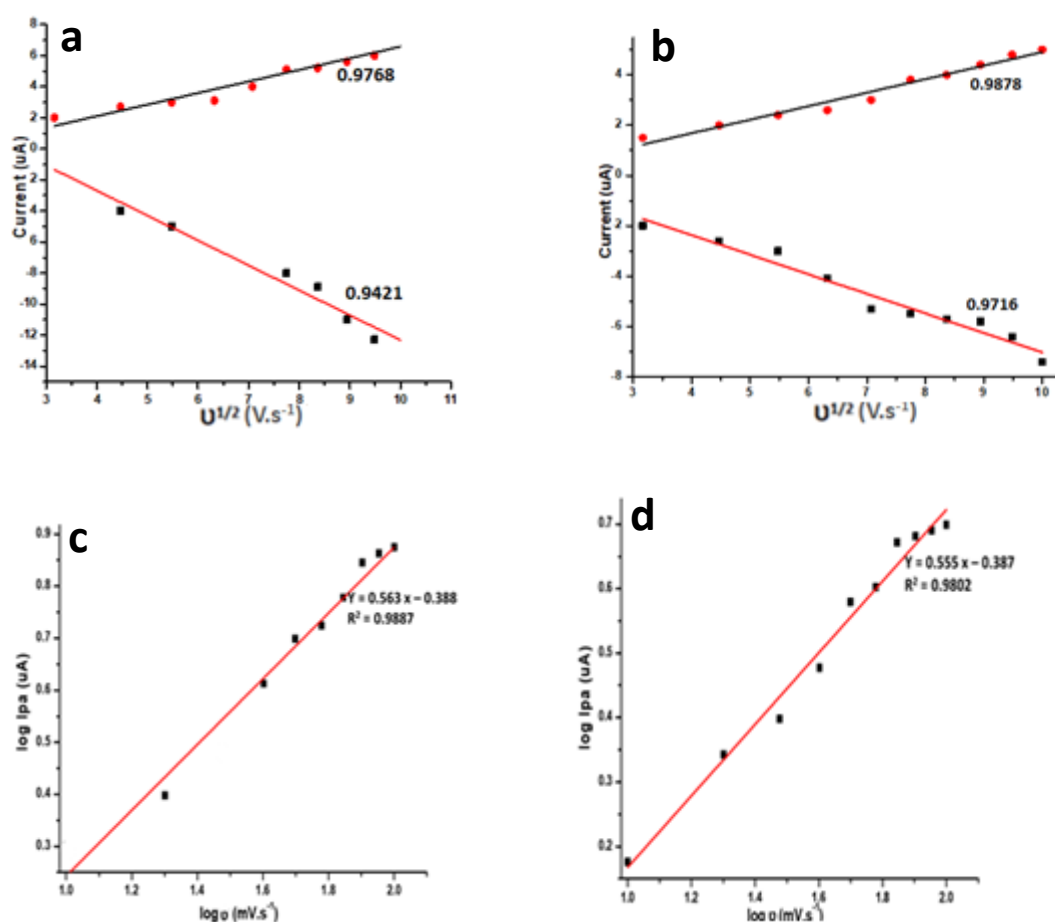 a
8
6
4
2
0
-2
-4
-6
-8
-10
-12
-14
Current (uA)
0.9768
0.9421
3 4 5 6 7 8 9 10 11
υ¹/² (V.s⁻¹)
b
4
2
0
-2
-4
-6
-8
Current (uA)
0.9878
0.9716
3 4 5 6 7 8 9 10
υ¹/² (V.s⁻¹)
c
0.9
0.8
0.7
0.6
0.5
0.4
0.3
log Ipa (uA)
Y = 0.563 x – 0.388
R² = 0.9887
1.0 1.2 1.4 1.6 1.8 2.0
log υ (mV.s⁻¹)
d
0.7
0.6
0.5
0.4
0.3
0.2
log Ipa (uA)
Y = 0.555 x – 0.387
R² = 0.9802
1.0 1.2 1.4 1.6 1.8 2.0
log υ (mV.s⁻¹)